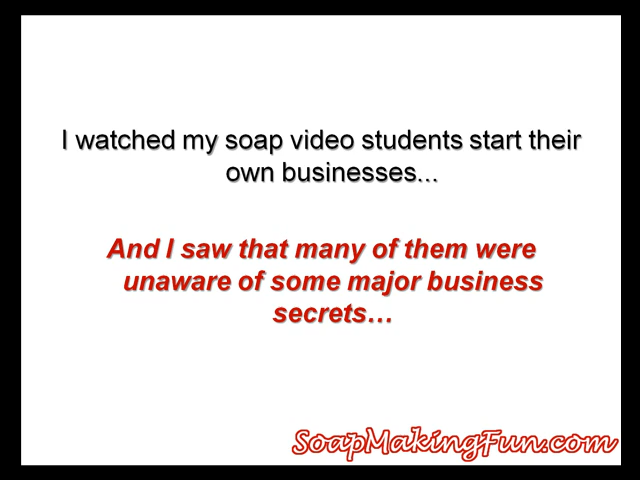 I watched my soap video students start their
own businesses...
And I saw that many of them were
unaware of some major business
secrets…
SoapMakingFun.com